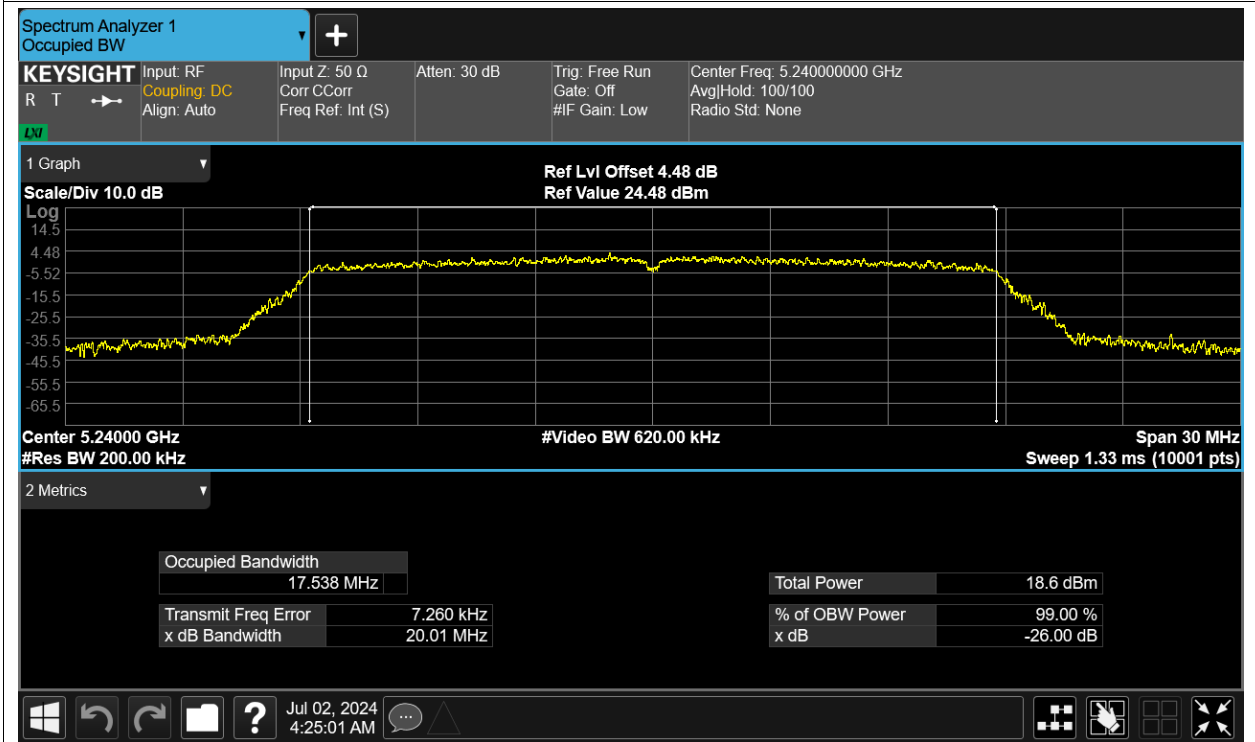 Spectrum Analyzer 1
Occupied BW
KEYSIGHT
R T
LXI
Input: RF
Coupling: DC
Align: Auto
Input Z: 50 Ω
Corr CCorr
Freq Ref: Int (S)
Atten: 30 dB
Trig: Free Run
Gate: Off
#IF Gain: Low
Center Freq: 5.240000000 GHz
Avg|Hold: 100/100
Radio Std: None
1 Graph
Scale/Div 10.0 dB
Ref Lvl Offset 4.48 dB
Ref Value 24.48 dBm
Log
14.5
4.48
-5.52
-15.5
-25.5
-35.5
-45.5
-55.5
-65.5
Center 5.24000 GHz
#Video BW 620.00 kHz
Span 30 MHz
#Res BW 200.00 kHz
Sweep 1.33 ms (10001 pts)
2 Metrics
Occupied Bandwidth
17.538 MHz
Total Power 18.6 dBm
Transmit Freq Error 7.260 kHz
% of OBW Power 99.00 %
x dB Bandwidth 20.01 MHz
x dB -26.00 dB
?
Jul 02, 2024
4:25:01 AM